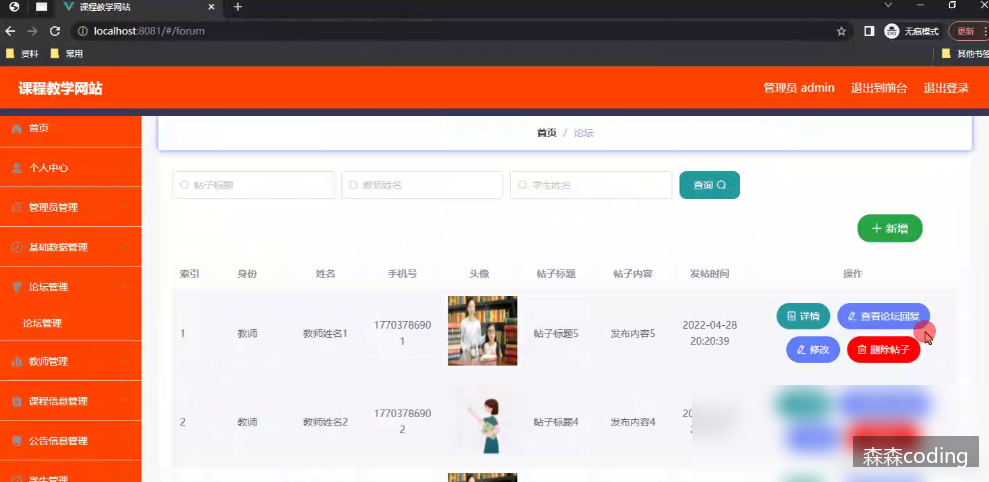 课程教学网站
localhost:8081/#/forum
无痕模式
更新
资料
常用
其他书签
课程教学网站
管理员 admin
退出到前台
退出登录
首页
个人中心
管理员管理
基础数据管理
论坛管理
论坛管理
教师管理
课程信息管理
公告信息管理
学生管理
首页 / 论坛
帖子标题
教师姓名
学生姓名
查询
新增
索引 身份 姓名 手机号 头像 帖子标题 帖子内容 发帖时间 操作
1 教师 教师姓名1 17703786901 帖子标题5 发布内容5 2022-04-28 20:20:39
详情
查看论坛回复
修改
删除帖子
2 教师 教师姓名2 17703786902 帖子标题4 发布内容4
森森coding